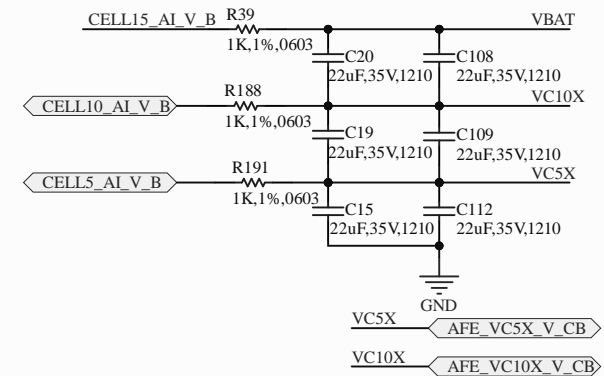 CELL15_AI_V_B R39 VBAT
1K,1%,0603
C20 C108
22uF,35V,1210 22uF,35V,1210
CELL10_AI_V_B R188 VC10X
1K,1%,0603
C19 C109
22uF,35V,1210 22uF,35V,1210
CELL5_AI_V_B R191 VC5X
1K,1%,0603
C15 C112
22uF,35V,1210 22uF,35V,1210
GND
VC5X AFE_VC5X_V_CB
VC10X AFE_VC10X_V_CB